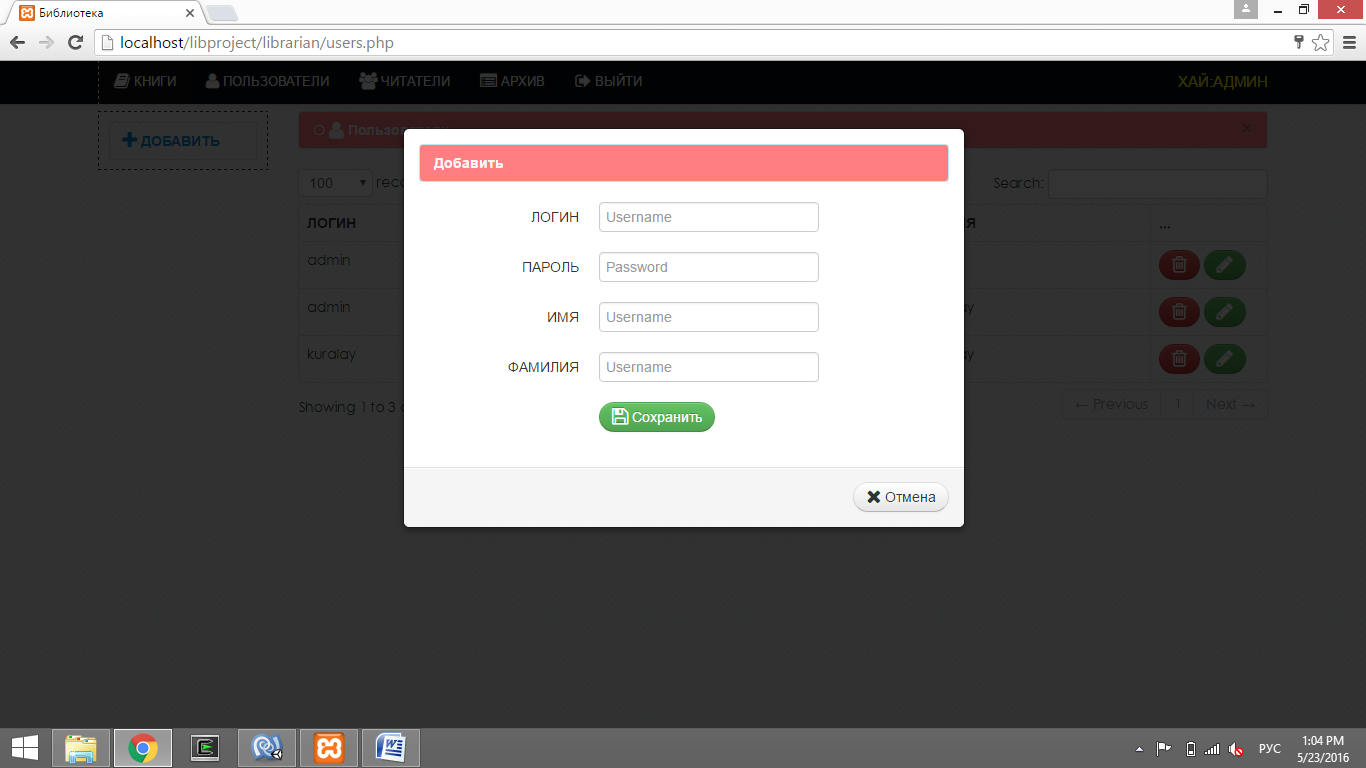 Библиотека
localhost/libproject/librarian/users.php
КНИГИ ПОЛЬЗОВАТЕЛИ ЧИТАТЕЛИ АРХИВ ВЫЙТИ ХАЙ:АДМИН
ДОБАВИТЬ
Добавить
100 Search:
ЛОГИН ...
admin
admin
kuralay
Showing 1 to 3
← Previous 1 Next →
ЛОГИН Username
ПАРОЛЬ Password
ИМЯ Username
ФАМИЛИЯ Username
Сохранить
Отмена
РУС
1:04 PM
5/23/2016